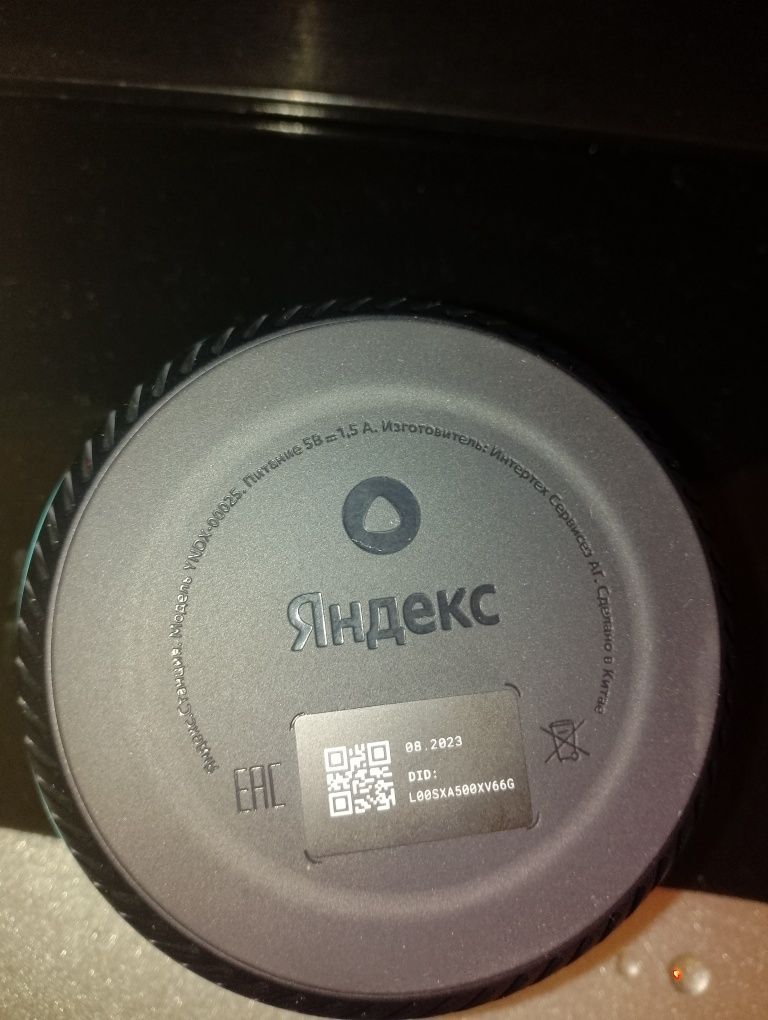 Яндекс.Станция. Модель YNDX-00025. Питание 5В⎓1,5 А. Изготовитель: Интертех Сервисез АГ. Сделано в Китае
Яндекс
EAC
08.2023
DID:
L00SXA500XV66G